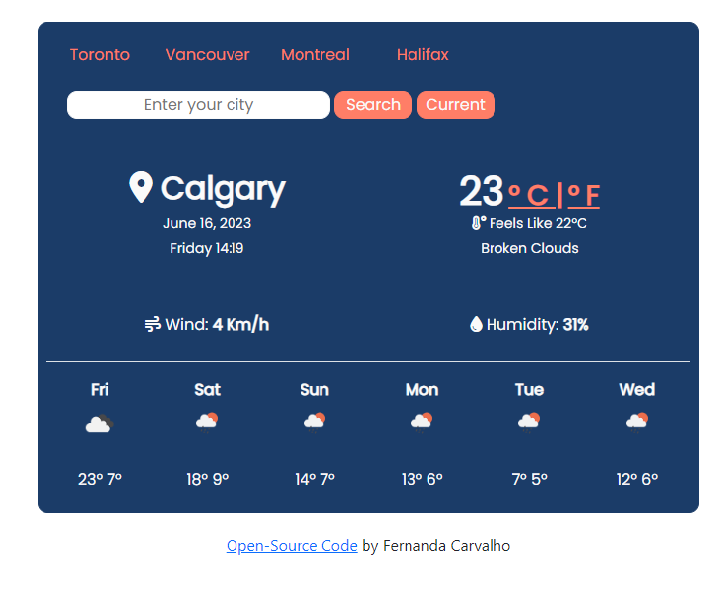 Toronto Vancouver Montreal Halifax
Enter your city Search Current
Calgary 23 ° C | ° F
June 16, 2023 Feels Like 22°C
Friday 14:19 Broken Clouds
Wind: 4 Km/h Humidity: 31%
Fri Sat Sun Mon Tue Wed
23° 7° 18° 9° 14° 7° 13° 6° 7° 5° 12° 6°
Open-Source Code by Fernanda Carvalho